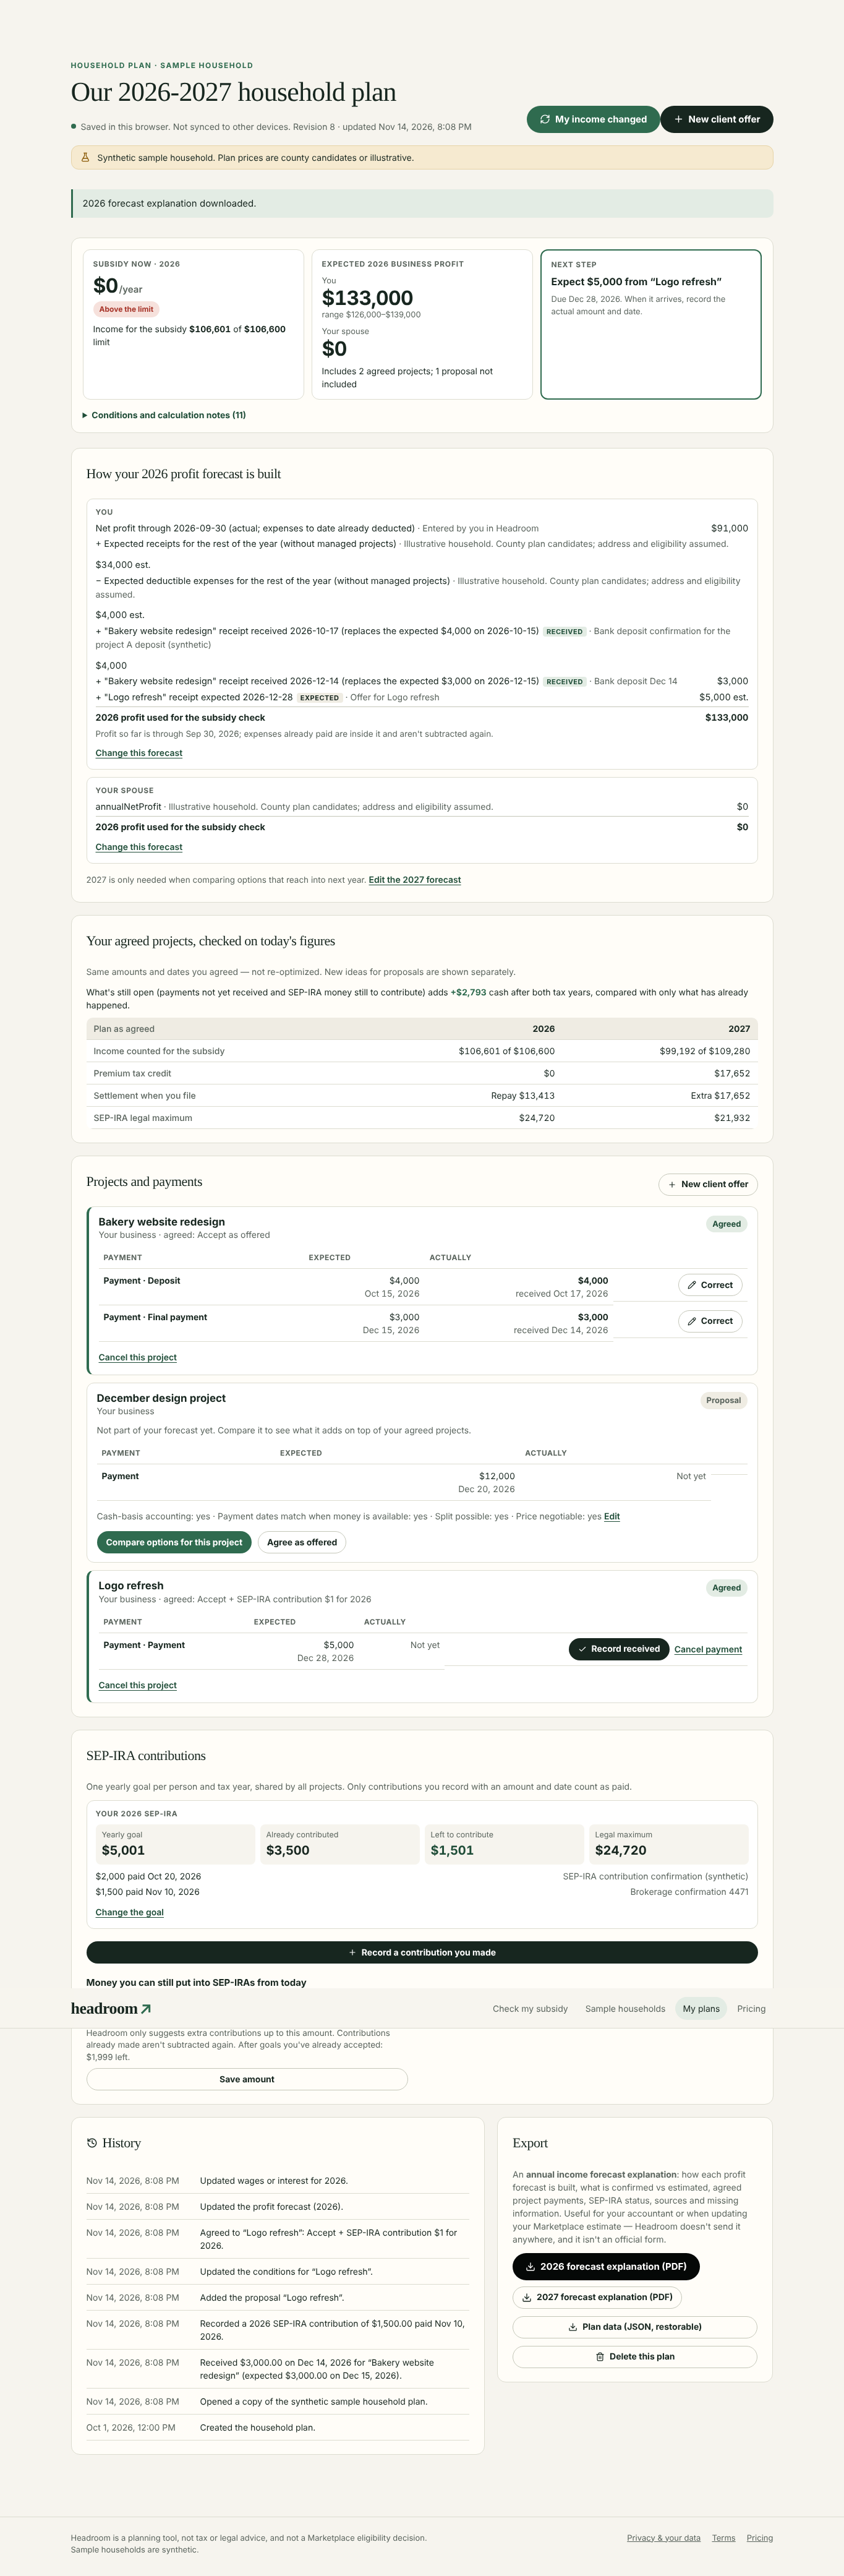 HOUSEHOLD PLAN · SAMPLE HOUSEHOLD
Our 2026-2027 household plan
Saved in this browser. Not synced to other devices. Revision 8 · updated Nov 14, 2026, 8:08 PM
My income changed
New client offer
Synthetic sample household. Plan prices are county candidates or illustrative.
2026 forecast explanation downloaded.
SUBSIDY NOW · 2026
$0/year
Above the limit
Income for the subsidy $106,601 of $106,600
limit
EXPECTED 2026 BUSINESS PROFIT
You
$133,000
range $126,000–$139,000
Your spouse
$0
Includes 2 agreed projects; 1 proposal not
included
NEXT STEP
Expect $5,000 from “Logo refresh”
Due Dec 28, 2026. When it arrives, record the
actual amount and date.
Conditions and calculation notes (11)
How your 2026 profit forecast is built
YOU
Net profit through 2026-09-30 (actual; expenses to date already deducted) · Entered by you in Headroom $91,000
+ Expected receipts for the rest of the year (without managed projects) · Illustrative household. County plan candidates; address and eligibility assumed.
$34,000 est.
− Expected deductible expenses for the rest of the year (without managed projects) · Illustrative household. County plan candidates; address and eligibility
assumed.
$4,000 est.
+ "Bakery website redesign" receipt received 2026-10-17 (replaces the expected $4,000 on 2026-10-15) RECEIVED · Bank deposit confirmation for the
project A deposit (synthetic)
$4,000
+ "Bakery website redesign" receipt received 2026-12-14 (replaces the expected $3,000 on 2026-12-15) RECEIVED · Bank deposit Dec 14 $3,000
+ "Logo refresh" receipt expected 2026-12-28 EXPECTED · Offer for Logo refresh $5,000 est.
2026 profit used for the subsidy check $133,000
Profit so far is through Sep 30, 2026; expenses already paid are inside it and aren't subtracted again.
Change this forecast
YOUR SPOUSE
annualNetProfit · Illustrative household. County plan candidates; address and eligibility assumed. $0
2026 profit used for the subsidy check $0
Change this forecast
2027 is only needed when comparing options that reach into next year. Edit the 2027 forecast
Your agreed projects, checked on today's figures
Same amounts and dates you agreed — not re-optimized. New ideas for proposals are shown separately.
What's still open (payments not yet received and SEP-IRA money still to contribute) adds +$2,793 cash after both tax years, compared with only what has already
happened.
Plan as agreed 2026 2027
Income counted for the subsidy $106,601 of $106,600 $99,192 of $109,280
Premium tax credit $0 $17,652
Settlement when you file Repay $13,413 Extra $17,652
SEP-IRA legal maximum $24,720 $21,932
Projects and payments
New client offer
Bakery website redesign
Agreed
Your business · agreed: Accept as offered
PAYMENT EXPECTED ACTUALLY
Payment · Deposit $4,000 $4,000 Correct
Oct 15, 2026 received Oct 17, 2026
Payment · Final payment $3,000 $3,000 Correct
Dec 15, 2026 received Dec 14, 2026
Cancel this project
December design project
Proposal
Your business
Not part of your forecast yet. Compare it to see what it adds on top of your agreed projects.
PAYMENT EXPECTED ACTUALLY
Payment $12,000 Not yet
Dec 20, 2026
Cash-basis accounting: yes · Payment dates match when money is available: yes · Split possible: yes · Price negotiable: yes Edit
Compare options for this project
Agree as offered
Logo refresh
Agreed
Your business · agreed: Accept + SEP-IRA contribution $1 for 2026
PAYMENT EXPECTED ACTUALLY
Payment · Payment $5,000 Not yet Record received Cancel payment
Dec 28, 2026
Cancel this project
SEP-IRA contributions
One yearly goal per person and tax year, shared by all projects. Only contributions you record with an amount and date count as paid.
YOUR 2026 SEP-IRA
Yearly goal Already contributed Left to contribute Legal maximum
$5,001 $3,500 $1,501 $24,720
$2,000 paid Oct 20, 2026 SEP-IRA contribution confirmation (synthetic)
$1,500 paid Nov 10, 2026 Brokerage confirmation 4471
Change the goal
Record a contribution you made
Money you can still put into SEP-IRAs from today
headroom
Check my subsidy Sample households My plans Pricing
Headroom only suggests extra contributions up to this amount. Contributions
already made aren't subtracted again. After goals you've already accepted:
$1,999 left.
Save amount
History
Nov 14, 2026, 8:08 PM Updated wages or interest for 2026.
Nov 14, 2026, 8:08 PM Updated the profit forecast (2026).
Nov 14, 2026, 8:08 PM Agreed to “Logo refresh”: Accept + SEP-IRA contribution $1 for
2026.
Nov 14, 2026, 8:08 PM Updated the conditions for “Logo refresh”.
Nov 14, 2026, 8:08 PM Added the proposal “Logo refresh”.
Nov 14, 2026, 8:08 PM Recorded a 2026 SEP-IRA contribution of $1,500.00 paid Nov 10,
2026.
Nov 14, 2026, 8:08 PM Received $3,000.00 on Dec 14, 2026 for “Bakery website
redesign” (expected $3,000.00 on Dec 15, 2026).
Nov 14, 2026, 8:08 PM Opened a copy of the synthetic sample household plan.
Oct 1, 2026, 12:00 PM Created the household plan.
Export
An annual income forecast explanation: how each profit
forecast is built, what is confirmed vs estimated, agreed
project payments, SEP-IRA status, sources and missing
information. Useful for your accountant or when updating
your Marketplace estimate — Headroom doesn't send it
anywhere, and it isn't an official form.
2026 forecast explanation (PDF)
2027 forecast explanation (PDF)
Plan data (JSON, restorable)
Delete this plan
Headroom is a planning tool, not tax or legal advice, and not a Marketplace eligibility decision.
Sample households are synthetic.
Privacy & your data Terms Pricing